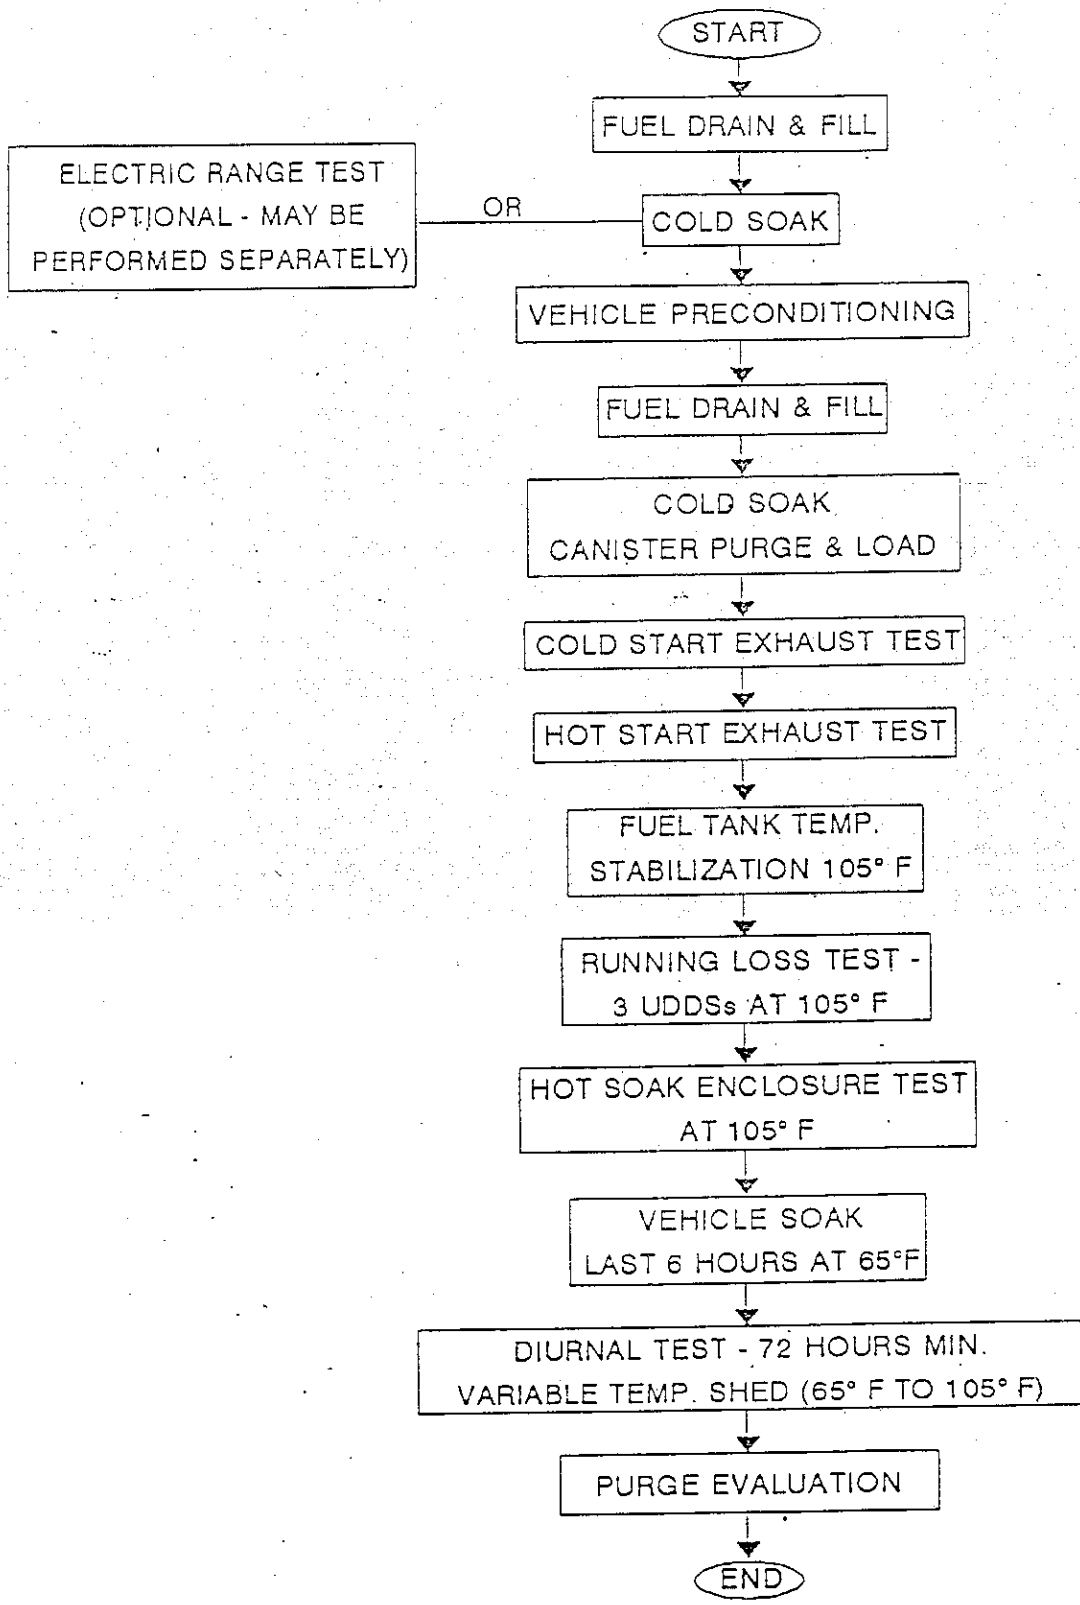 START
FUEL DRAIN & FILL
ELECTRIC RANGE TEST
(OPTIONAL - MAY BE
PERFORMED SEPARATELY)
OR
COLD SOAK
VEHICLE PRECONDITIONING
FUEL DRAIN & FILL
COLD SOAK
CANISTER PURGE & LOAD
COLD START EXHAUST TEST
HOT START EXHAUST TEST
FUEL TANK TEMP.
STABILIZATION 105° F
RUNNING LOSS TEST -
3 UDDSs AT 105° F
HOT SOAK ENCLOSURE TEST
AT 105° F
VEHICLE SOAK
LAST 6 HOURS AT 65°F
DIURNAL TEST - 72 HOURS MIN.
VARIABLE TEMP. SHED (65° F TO 105° F)
PURGE EVALUATION
END